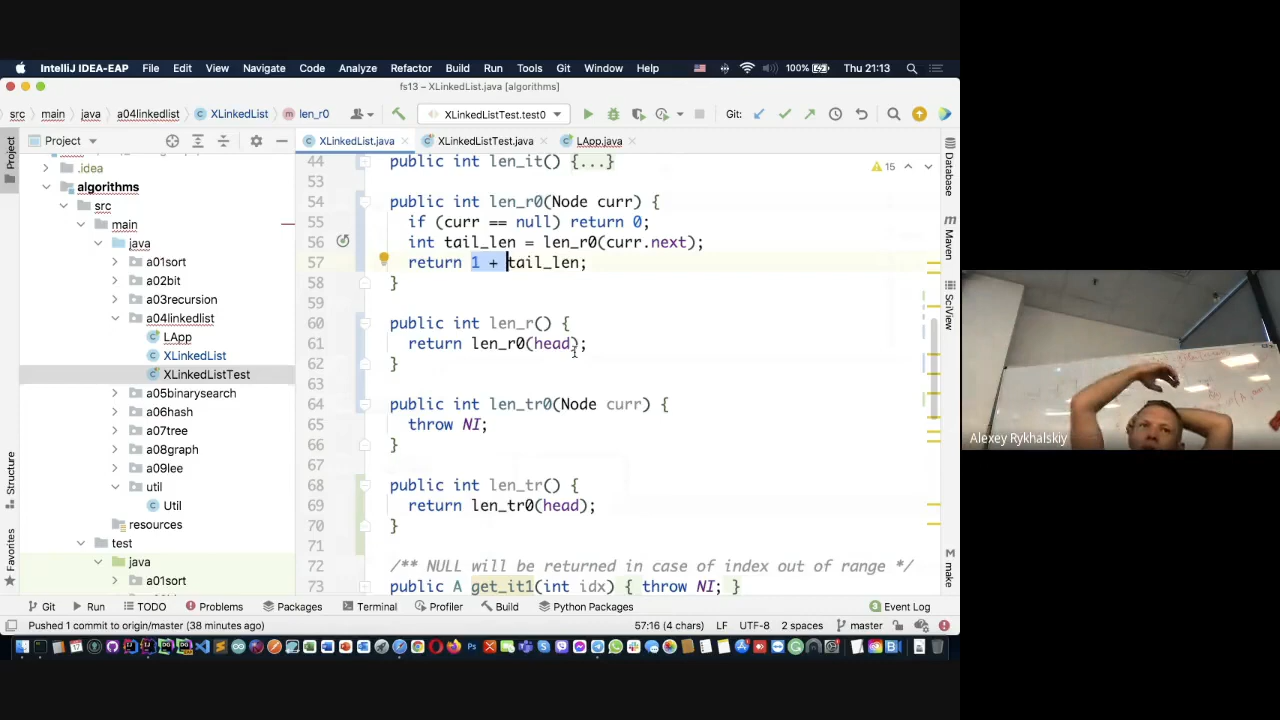 IntelliJ IDEA-EAP File Edit View Navigate Code Analyze Refactor Build Run Tools Git Window Help 100% Thu 21:13
fs13 – XLinkedList.java [algorithms]
src main java a04linkedlist XLinkedList len_r0 XLinkedListTest.test0 Git:
Project XLinkedList.java XLinkedListTest.java LApp.java
.idea
algorithms
src
main
java
a01sort
a02bit
a03recursion
a04linkedlist
LApp
XLinkedList
XLinkedListTest
a05binarysearch
a06hash
a07tree
a08graph
a09lee
util
Util
resources
test
java
a01sort
44 public int len_it() {...}
53
54 public int len_r0(Node curr) {
55 if (curr == null) return 0;
56 int tail_len = len_r0(curr.next);
57 return 1 + tail_len;
58 }
59
60 public int len_r() {
61 return len_r0(head);
62 }
63
64 public int len_tr0(Node curr) {
65 throw NI;
66 }
67
68 public int len_tr() {
69 return len_tr0(head);
70 }
71
72 /** NULL will be returned in case of index out of range */
73 public A get_it1(int idx) { throw NI; }
15
Project
Structure
Favorites
Database
Maven
SciView
make
Git Run TODO Problems Packages Terminal Profiler Build Python Packages Event Log
Pushed 1 commit to origin/master (38 minutes ago) 57:16 (4 chars) LF UTF-8 2 spaces master
Alexey Rykhalskiy